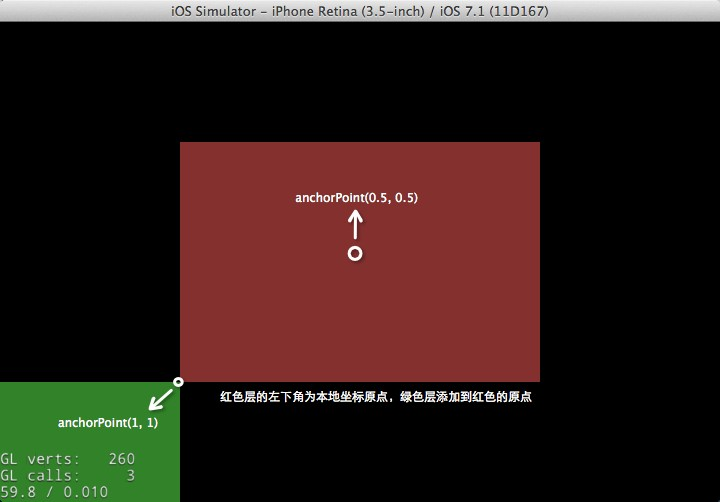 iOS Simulator - iPhone Retina (3.5-inch) / iOS 7.1 (11D167)
anchorPoint(0.5, 0.5)
红色层的左下角为本地坐标原点，绿色层添加到红色的原点
anchorPoint(1, 1)
GL verts: 260
GL calls: 3
59.8 / 0.010